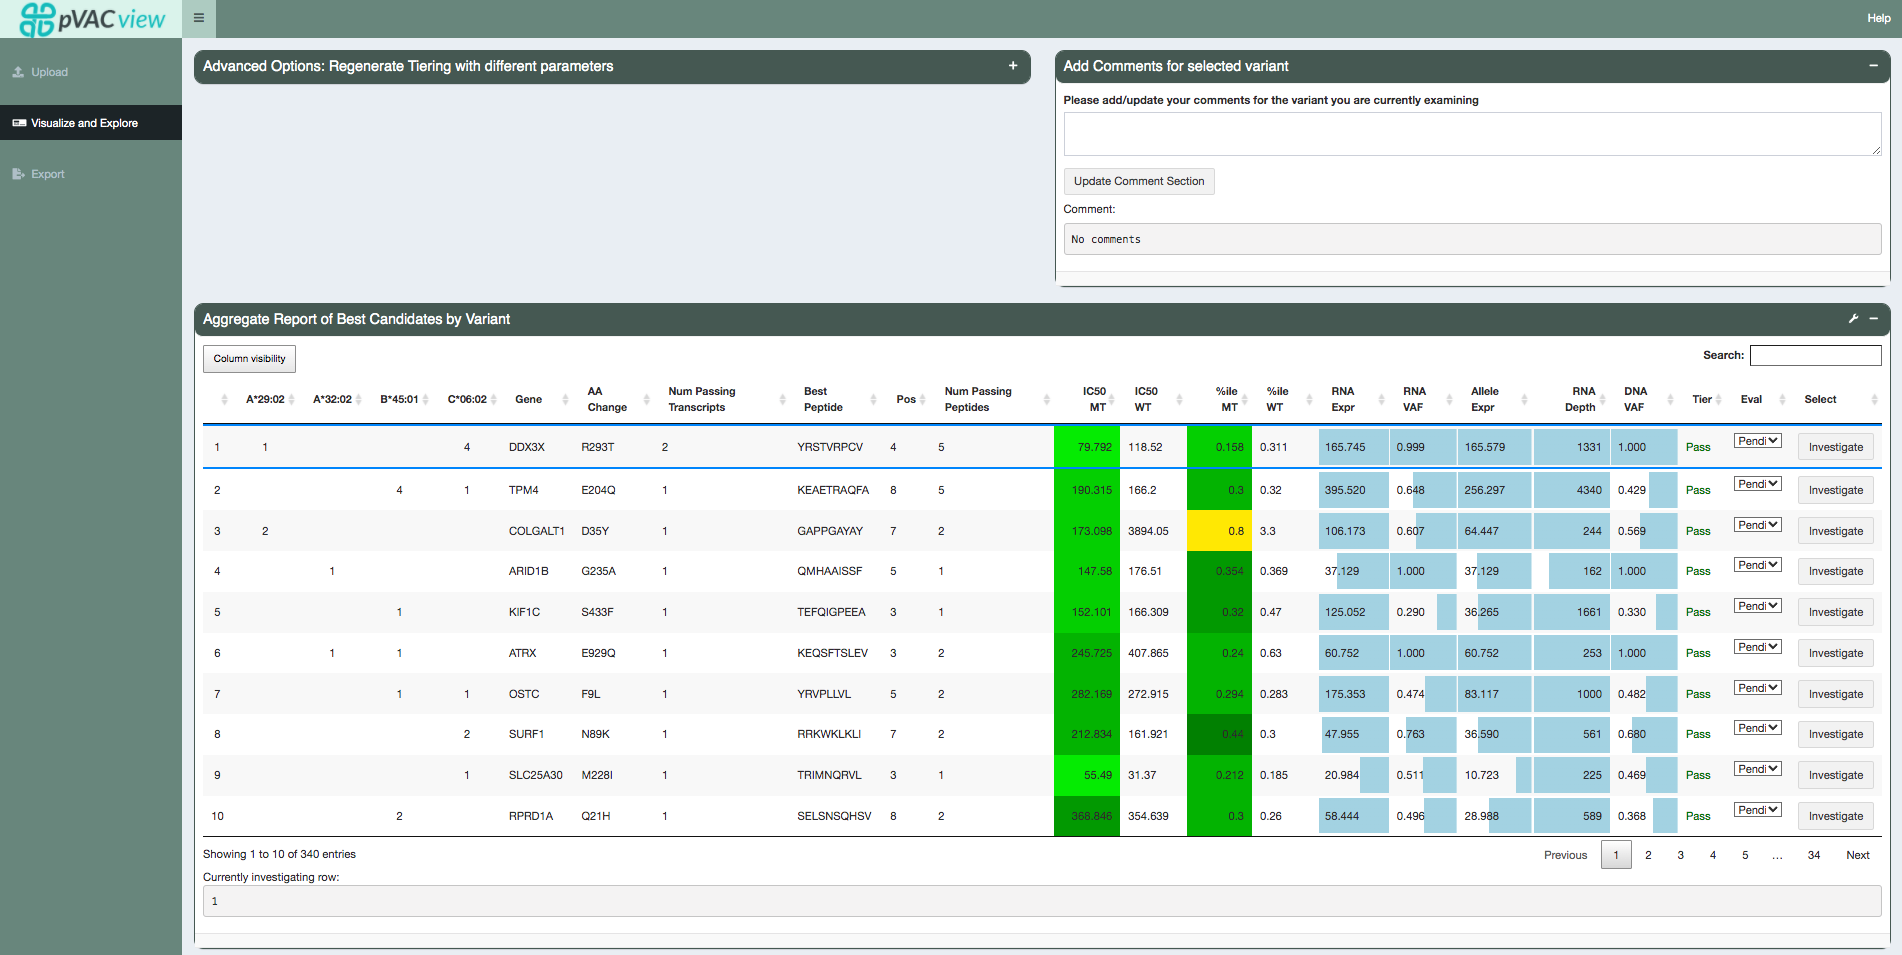 pVACview
Help
Upload
Visualize and Explore
Export
Advanced Options: Regenerate Tiering with different parameters
Add Comments for selected variant
Please add/update your comments for the variant you are currently examining
Update Comment Section
Comment:
No comments
Aggregate Report of Best Candidates by Variant
Column visibility
Search:
A*29:02 A*32:02 B*45:01 C*06:02 Gene AA Change Num Passing Transcripts Best Peptide Pos Num Passing Peptides IC50 MT IC50 WT %ile MT %ile WT RNA Expr RNA VAF Allele Expr RNA Depth DNA VAF Tier Eval Select
1 1 4 DDX3X R293T 2 YRSTVRPCV 4 5 79.792 118.52 0.158 0.311 165.745 0.999 165.579 1331 1.000 Pass Pendi Investigate
2 4 1 TPM4 E204Q 1 KEAETRAQFA 8 5 190.315 166.2 0.3 0.32 395.520 0.648 256.297 4340 0.429 Pass Pendi Investigate
3 2 COLGALT1 D35Y 1 GAPPGAYAY 7 2 173.098 3894.05 0.8 3.3 106.173 0.607 64.447 244 0.569 Pass Pendi Investigate
4 1 ARID1B G235A 1 QMHAAISSF 5 1 147.58 176.51 0.354 0.369 37.129 1.000 37.129 162 1.000 Pass Pendi Investigate
5 1 KIF1C S433F 1 TEFQIGPEEA 3 1 152.101 166.309 0.32 0.47 125.052 0.290 36.265 1661 0.330 Pass Pendi Investigate
6 1 1 ATRX E929Q 1 KEQSFTSLEV 3 2 245.725 407.865 0.24 0.63 60.752 1.000 60.752 253 1.000 Pass Pendi Investigate
7 1 1 OSTC F9L 1 YRVPLLVL 5 2 282.169 272.915 0.294 0.283 175.353 0.474 83.117 1000 0.482 Pass Pendi Investigate
8 2 SURF1 N89K 1 RRKWKLKLI 7 2 212.834 161.921 0.44 0.3 47.955 0.763 36.590 561 0.680 Pass Pendi Investigate
9 1 SLC25A30 M228I 1 TRIMNQRVL 3 1 55.49 31.37 0.212 0.185 20.984 0.511 10.723 225 0.469 Pass Pendi Investigate
10 2 RPRD1A Q21H 1 SELSNSQHSV 8 2 368.846 354.639 0.3 0.26 58.444 0.496 28.988 589 0.368 Pass Pendi Investigate
Showing 1 to 10 of 340 entries
Previous 1 2 3 4 5 … 34 Next
Currently investigating row:
1